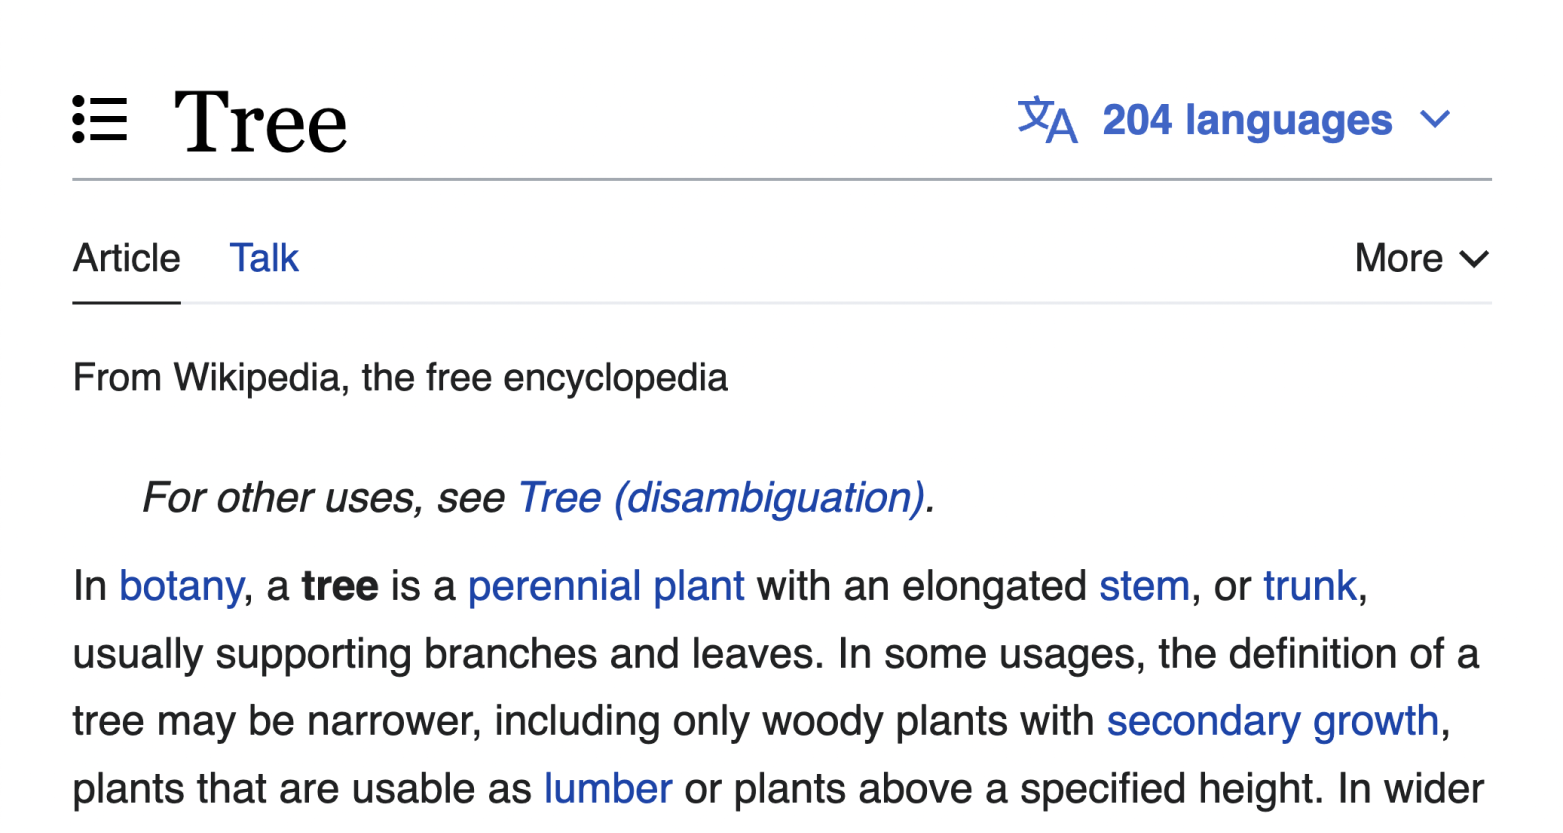 Tree
204 languages
Article Talk More
From Wikipedia, the free encyclopedia
For other uses, see Tree (disambiguation).
In botany, a tree is a perennial plant with an elongated stem, or trunk,
usually supporting branches and leaves. In some usages, the definition of a
tree may be narrower, including only woody plants with secondary growth,
plants that are usable as lumber or plants above a specified height. In wider